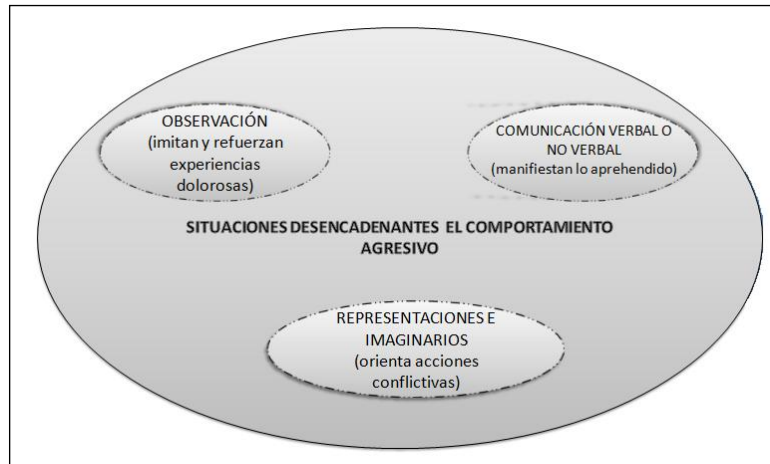 OBSERVACIÓN
(imitan y refuerzan
experiencias
dolorosas)
COMUNICACIÓN VERBAL O
NO VERBAL
(manifiestan lo aprehendido)
SITUACIONES DESENCADENANTES EL COMPORTAMIENTO
AGRESIVO
REPRESENTACIONES E
IMAGINARIOS
(orienta acciones
conflictivas)